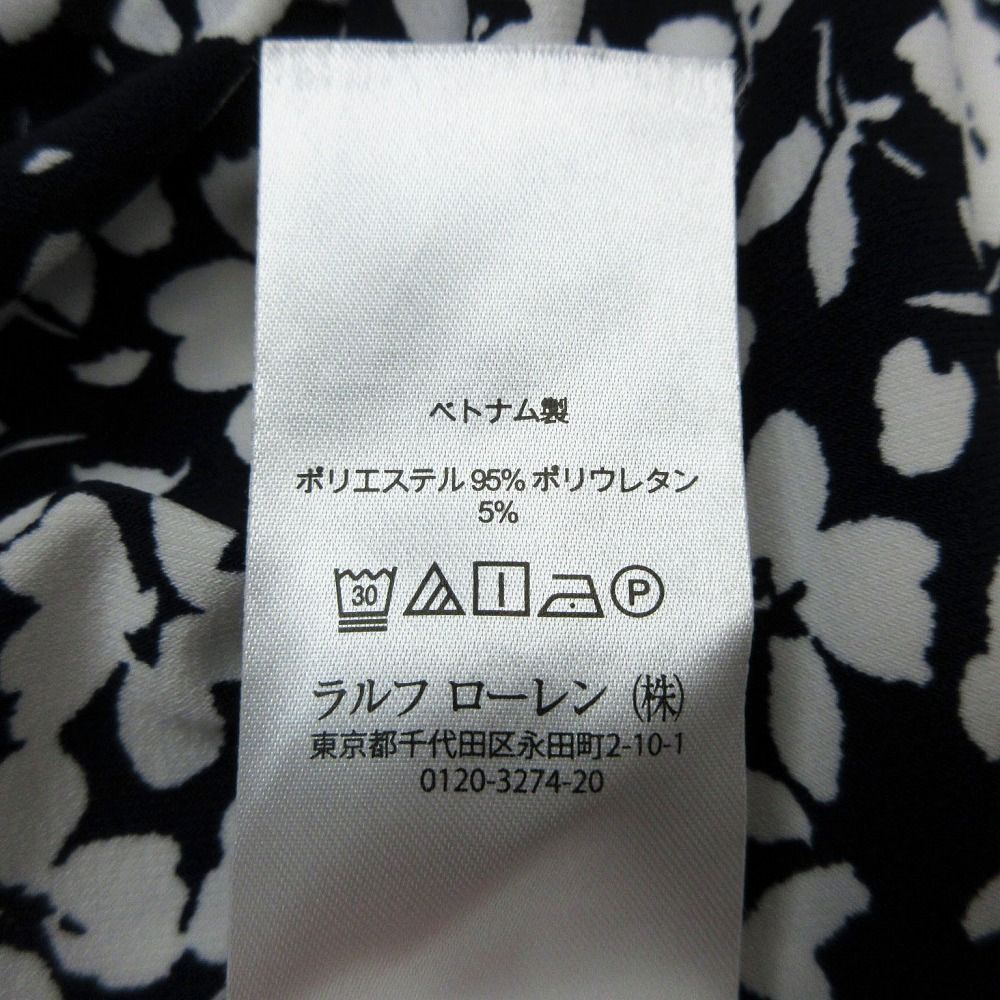 ベトナム製
ポリエステル 95% ポリウレタン
5%
30 P
ラルフ ローレン (株)
東京都千代田区永田町2-10-1
0120-3274-20